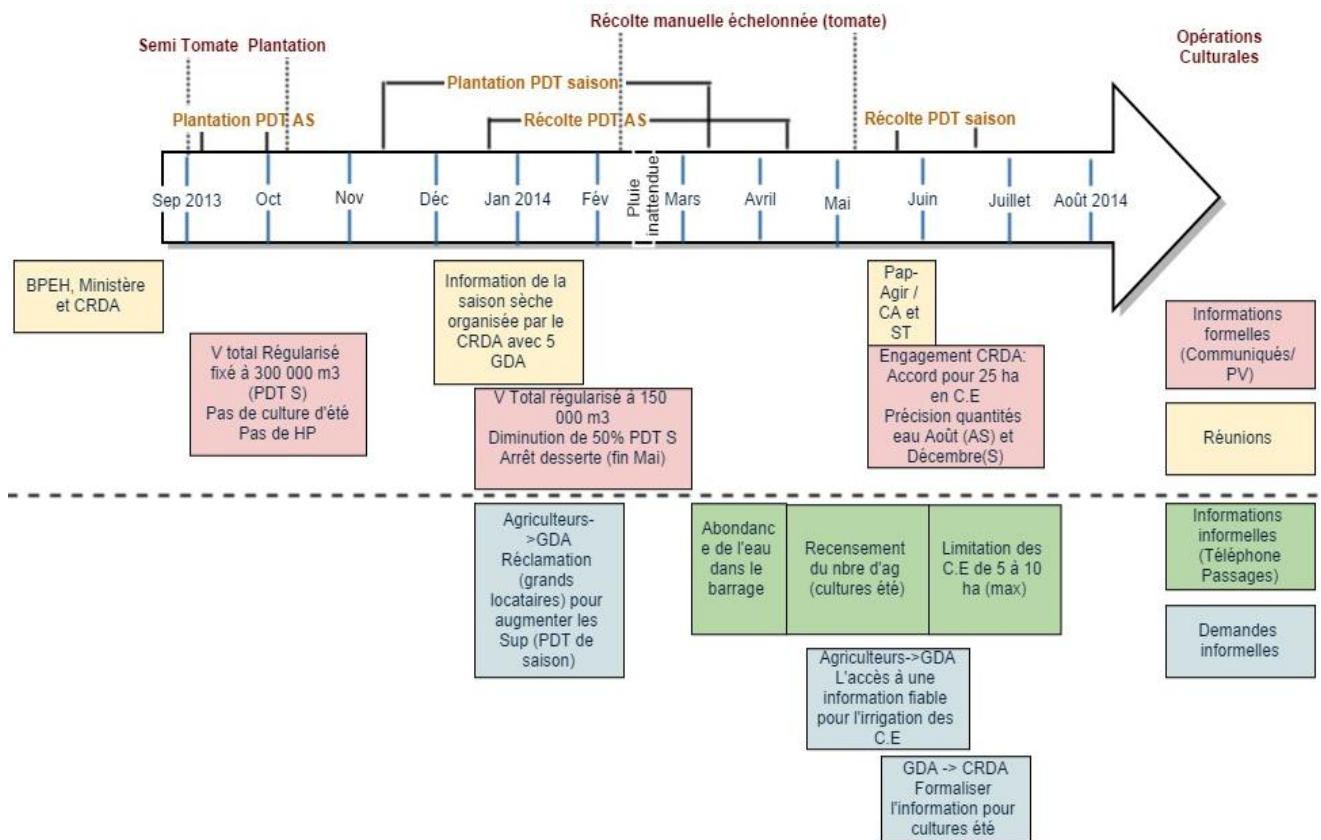 Récolte manuelle échelonnée (tomate)
Semi Tomate Plantation
Opérations
Culturales
Plantation PDT saison
Plantation PDT AS
Récolte PDT AS
Récolte PDT saison
Sep 2013
Oct
Nov
Déc
Jan 2014
Fév
Pluie
inattendue
Mars
Avril
Mai
Juin
Juillet
Août 2014
BPEH, Ministère
et CRDA
V total Régularisé
fixé à 300 000 m3
(PDT S)
Pas de culture d'été
Pas de HP
Information de la
saison sèche
organisée par le
CRDA avec 5
GDA
V Total régularisé à 150
000 m3
Diminution de 50% PDT S
Arrêt desserte (fin Mai)
Pap-
Agir /
CA et
ST
Engagement CRDA:
Accord pour 25 ha
en C.E
Précision quantités
eau Août (AS) et
Décembre(S)
Informations
formelles
(Communiqués/
PV)
Réunions
Agriculteurs-
>GDA
Réclamation
(grands
locataires) pour
augmenter les
Sup (PDT de
saison)
Abondanc
e de l'eau
dans le
barrage
Recensement
du nbre d'ag
(cultures été)
Limitation des
C.E de 5 à 10
ha (max)
Informations
informelles
(Téléphone
Passages)
Demandes
informelles
Agriculteurs->GDA
L'accès à une
information fiable
pour l'irrigation des
C.E
GDA -> CRDA
Formaliser
l'information pour
cultures été